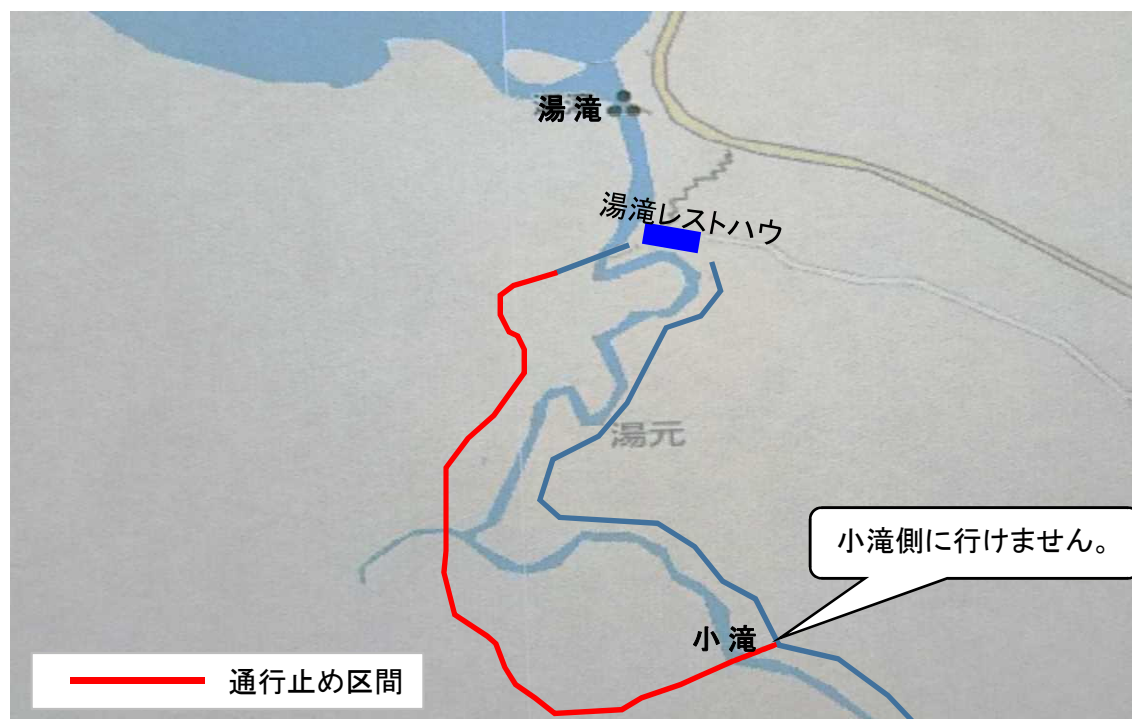 湯滝
湯滝レストハウ
湯元
小滝側に行けません。
小滝
通行止め区間